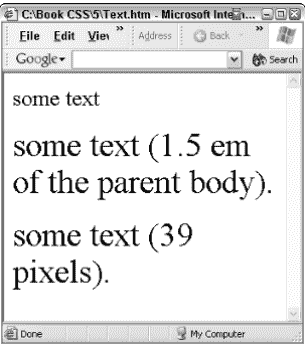 C:\Book CSS\5\Text.htm - Microsoft Inte... 
File Edit View » Address Back »
Google Search
some text
some text (1.5 em
of the parent body).
some text (39
pixels).
Done My Computer